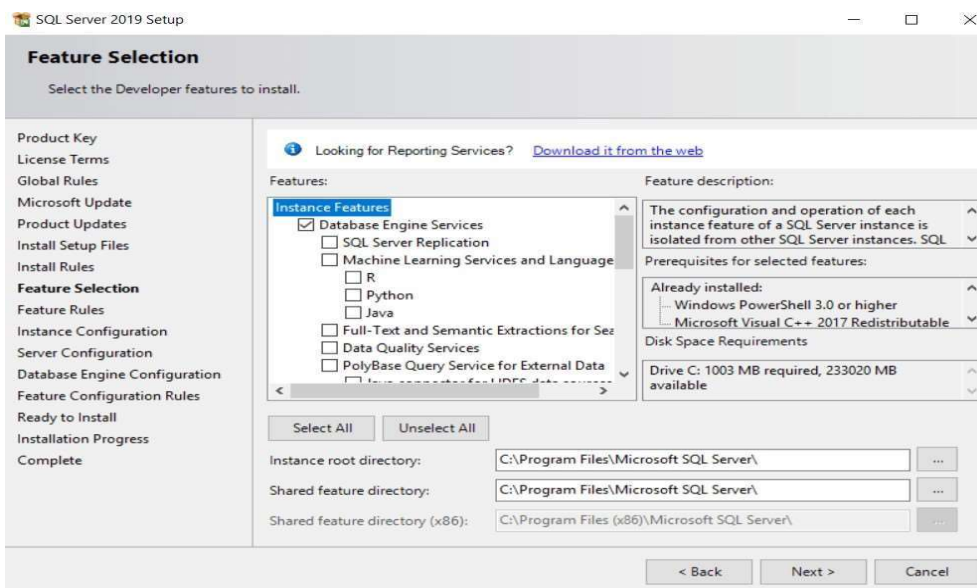 SQL Server 2019 Setup
Feature Selection
Select the Developer features to install.
Product Key
License Terms
Global Rules
Microsoft Update
Product Updates
Install Setup Files
Install Rules
Feature Selection
Feature Rules
Instance Configuration
Server Configuration
Database Engine Configuration
Feature Configuration Rules
Ready to Install
Installation Progress
Complete
Looking for Reporting Services? Download it from the web
Features:
Instance Features
Database Engine Services
SQL Server Replication
Machine Learning Services and Language
R
Python
Java
Full-Text and Semantic Extractions for Sea
Data Quality Services
PolyBase Query Service for External Data
Feature description:
The configuration and operation of each
instance feature of a SQL Server instance is
isolated from other SQL Server instances. SQL
Prerequisites for selected features:
Already installed:
Windows PowerShell 3.0 or higher
Microsoft Visual C++ 2017 Redistributable
Disk Space Requirements
Drive C: 1003 MB required, 233020 MB
available
Select All
Unselect All
Instance root directory: C:\Program Files\Microsoft SQL Server\ ...
Shared feature directory: C:\Program Files\Microsoft SQL Server\ ...
Shared feature directory (x86): C:\Program Files (x86)\Microsoft SQL Server\ ...
< Back
Next >
Cancel